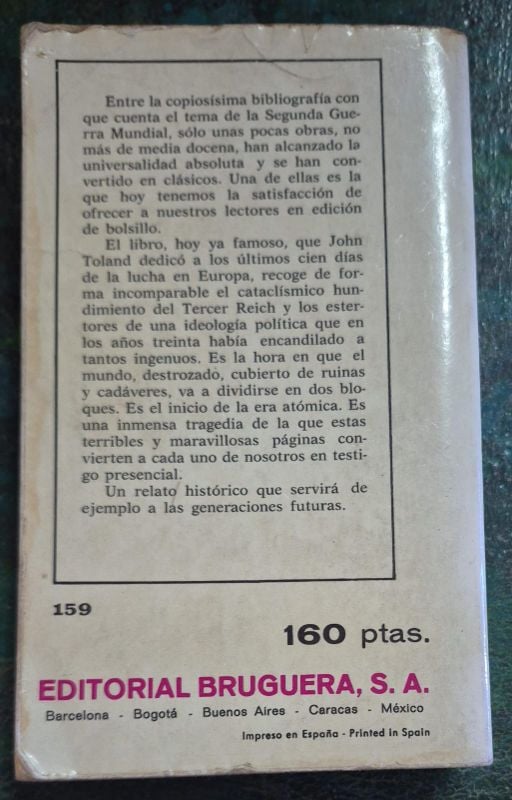 Entre la copiosísima bibliografía con
que cuenta el tema de la Segunda Gue-
rra Mundial, sólo unas pocas obras, no
más de media docena, han alcanzado la
universalidad absoluta y se han con-
vertido en clásicos. Una de ellas es la
que hoy tenemos la satisfacción de
ofrecer a nuestros lectores en edición
de bolsillo.
El libro, hoy ya famoso, que John
Toland dedicó a los últimos cien días
de la lucha en Europa, recoge de for-
ma incomparable el cataclísmico hun-
dimiento del Tercer Reich y los ester-
tores de una ideología política que en
los años treinta había encandilado a
tantos ingenuos. Es la hora en que el
mundo, destrozado, cubierto de ruinas
y cadáveres, va a dividirse en dos blo-
ques. Es el inicio de la era atómica. Es
una inmensa tragedia de la que estas
terribles y maravillosas páginas con-
vierten a cada uno de nosotros en testi-
go presencial.
Un relato histórico que servirá de
ejemplo a las generaciones futuras.
159
160 ptas.
EDITORIAL BRUGUERA, S. A.
Barcelona - Bogotá - Buenos Aires - Caracas - México
Impreso en España - Printed in Spain